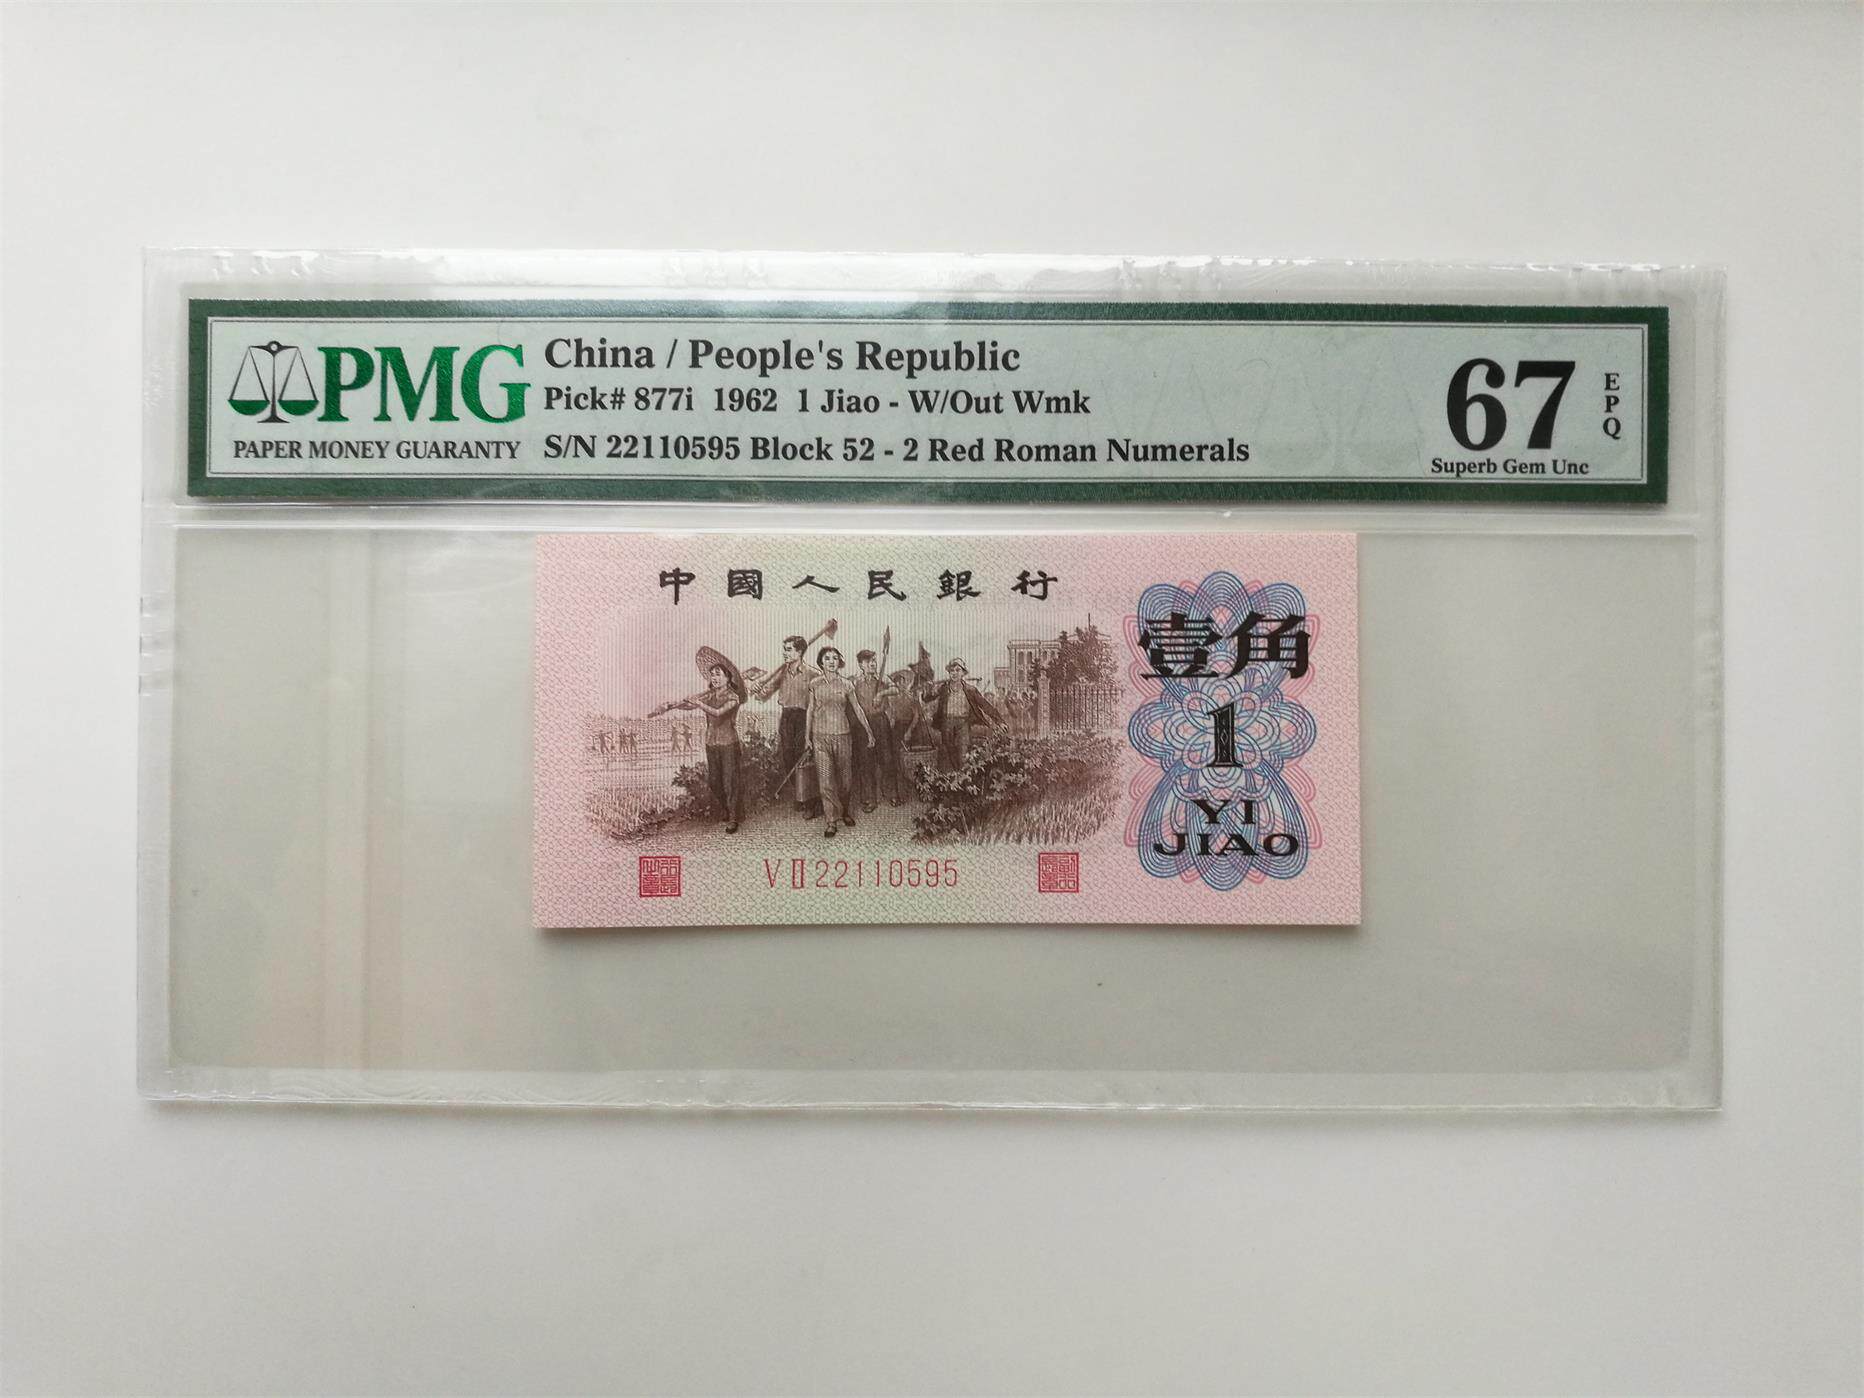 PMG
PAPER MONEY GUARANTY
China / People's Republic
Pick# 877i 1962 1 Jiao - W/Out Wmk
S/N 22110595 Block 52 - 2 Red Roman Numerals
67
EPQ
Superb Gem Unc
中國人民銀行
壹角
1
YI
JIAO
V II 22110595